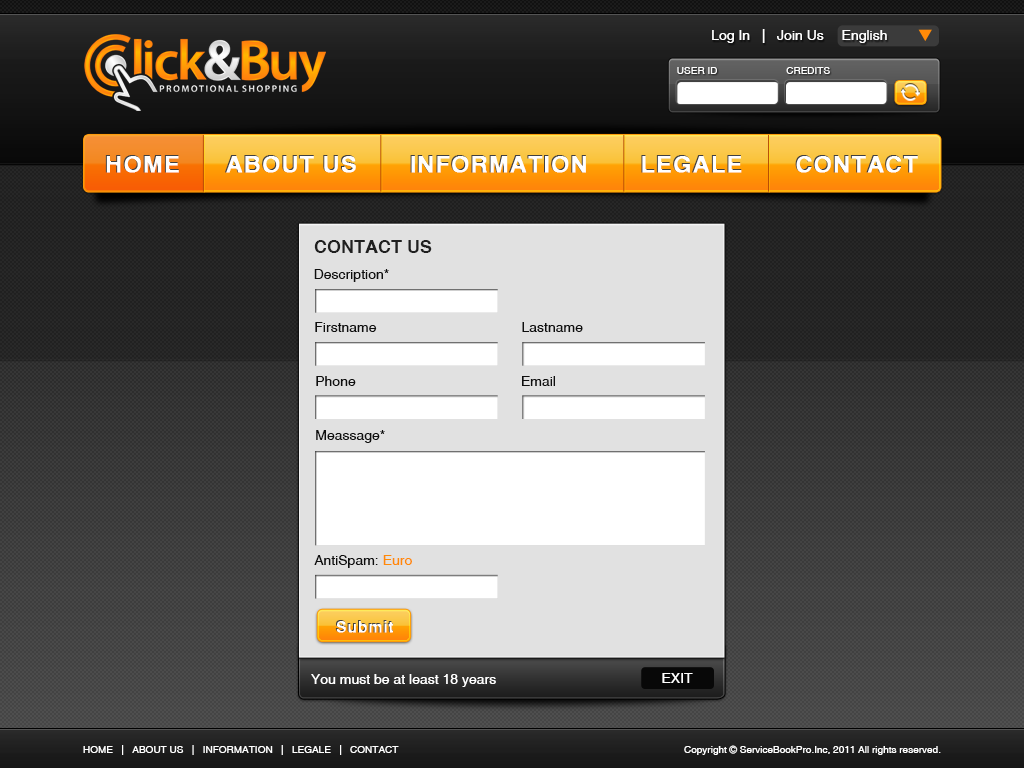 Click&Buy
PROMOTIONAL SHOPPING
Log In | Join Us English
USER ID CREDITS
HOME ABOUT US INFORMATION LEGALE CONTACT
CONTACT US
Description*
Firstname Lastname
Phone Email
Meassage*
AntiSpam: Euro
Submit
You must be at least 18 years EXIT
HOME | ABOUT US | INFORMATION | LEGALE | CONTACT Copyright © ServiceBookPro.Inc, 2011 All rights reserved.